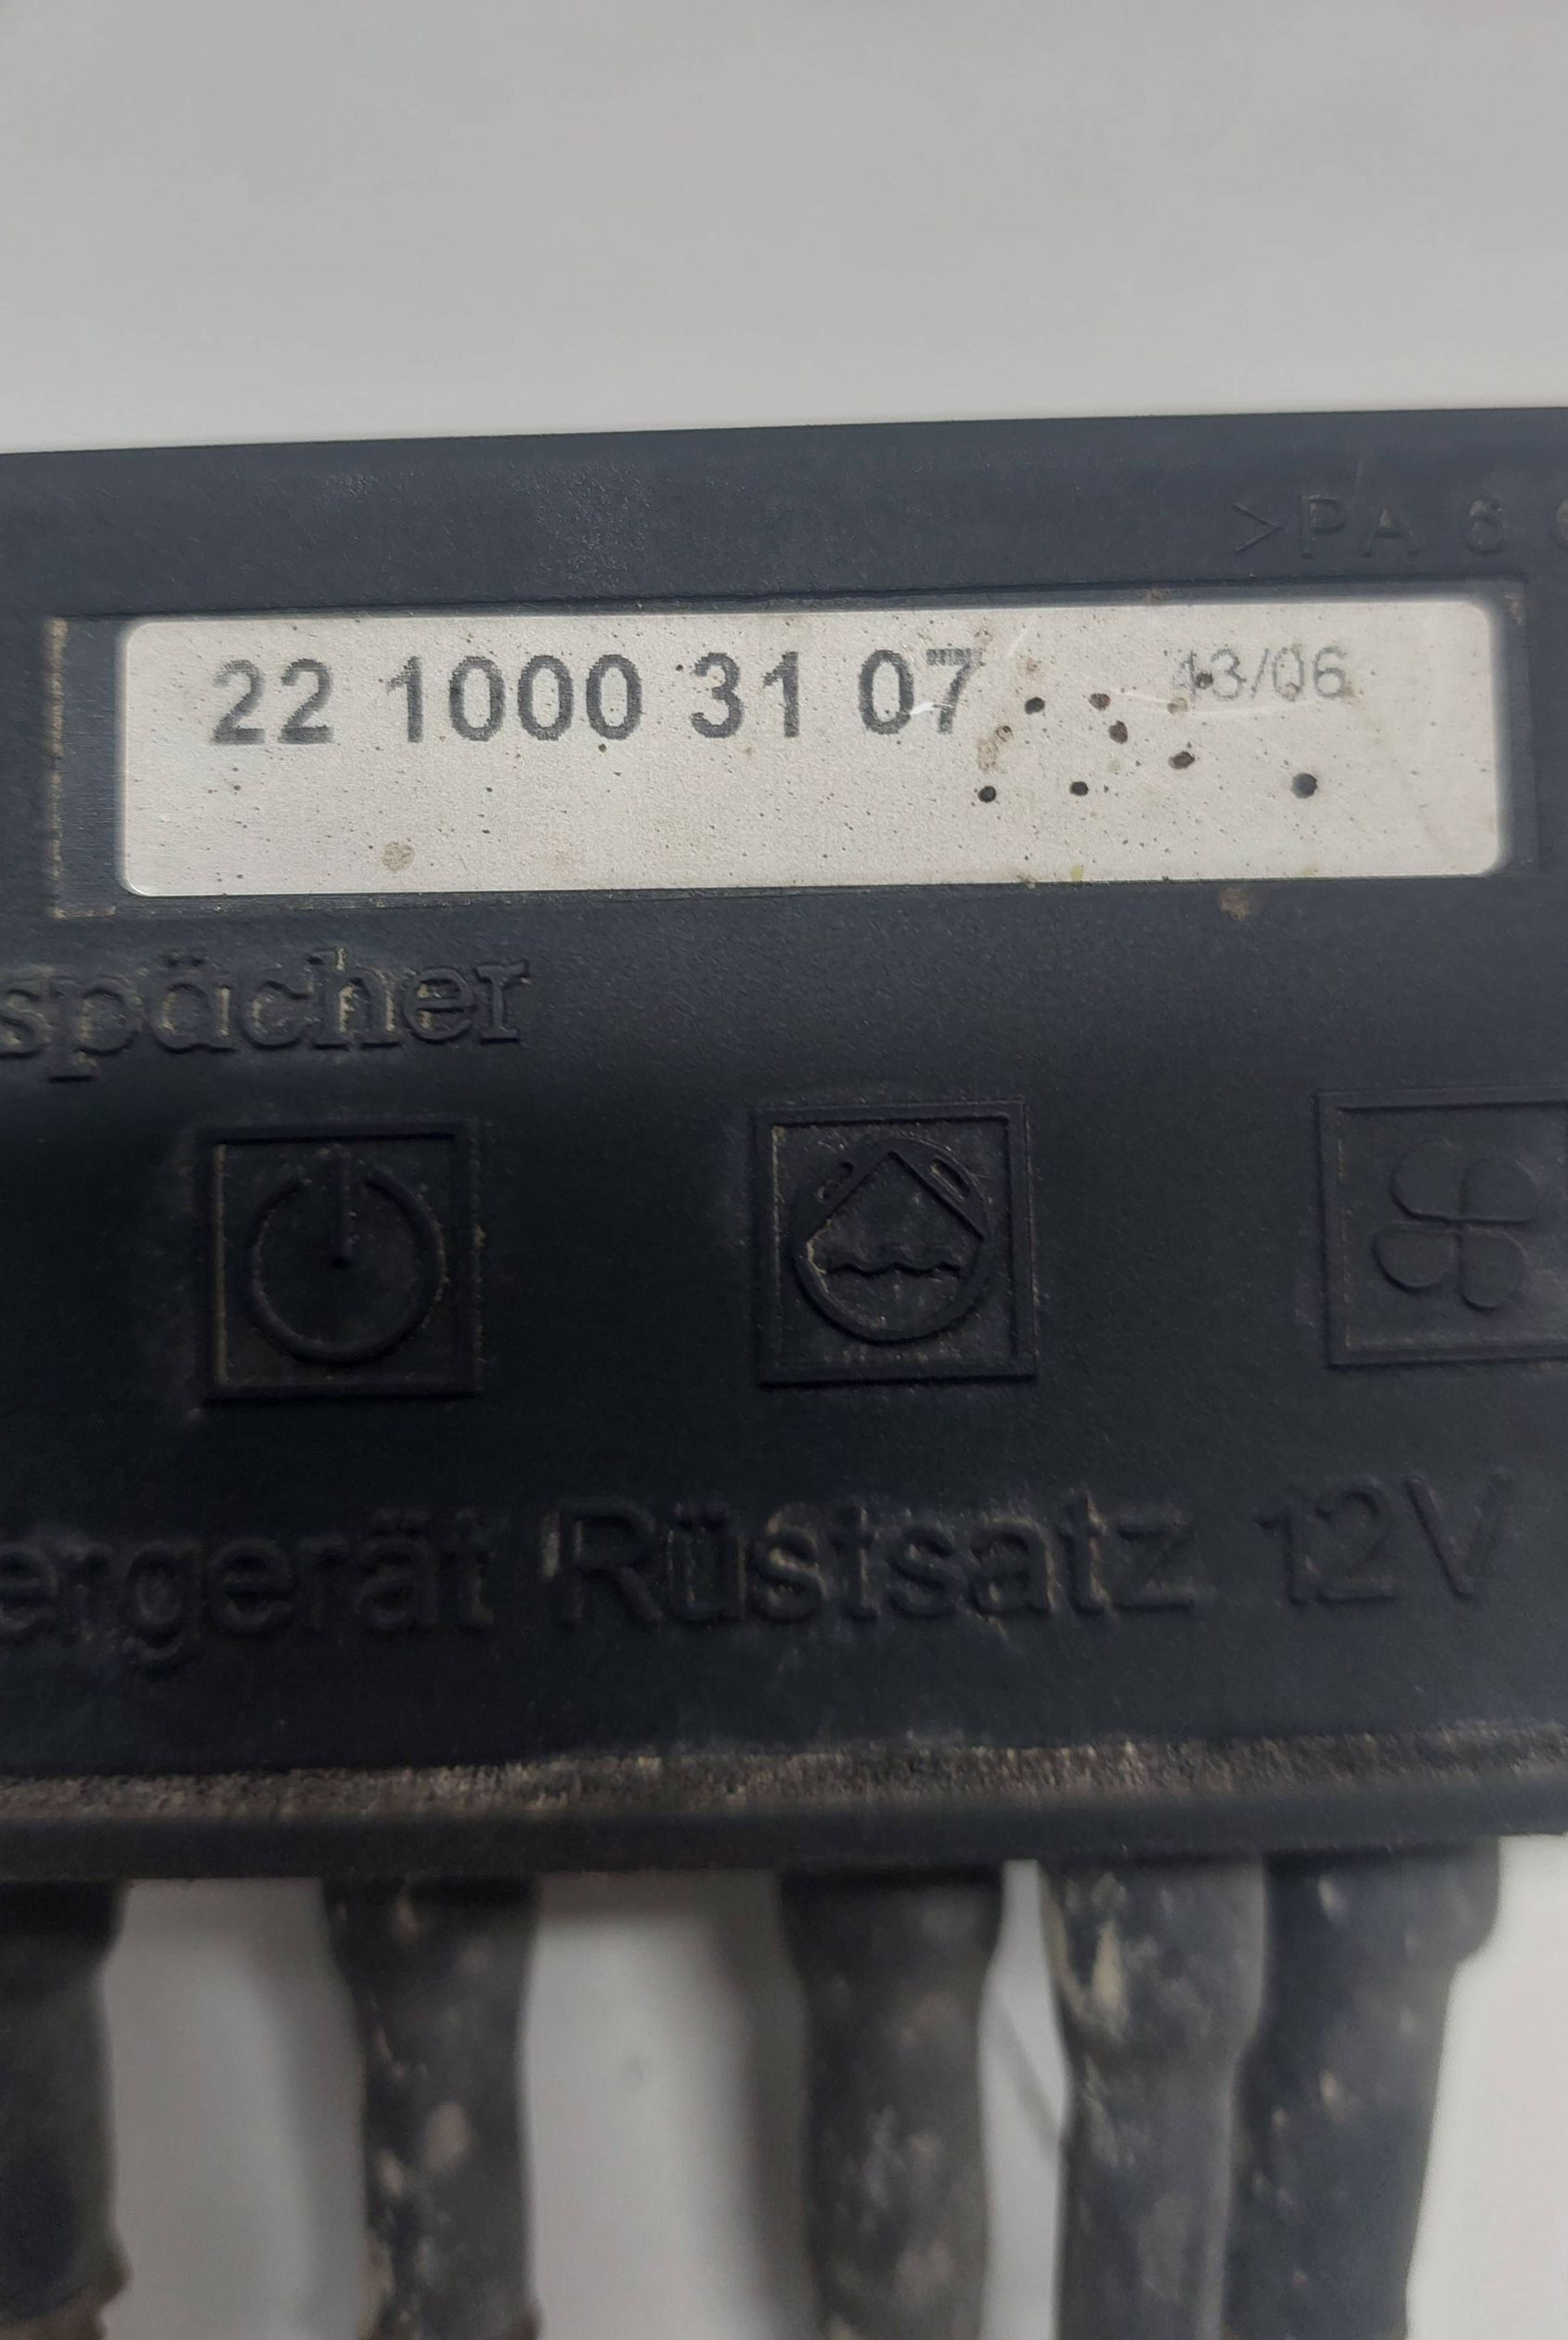 >PA 6
22 1000 31 07 43/06
spächer
ergerät Rüstsatz 12V